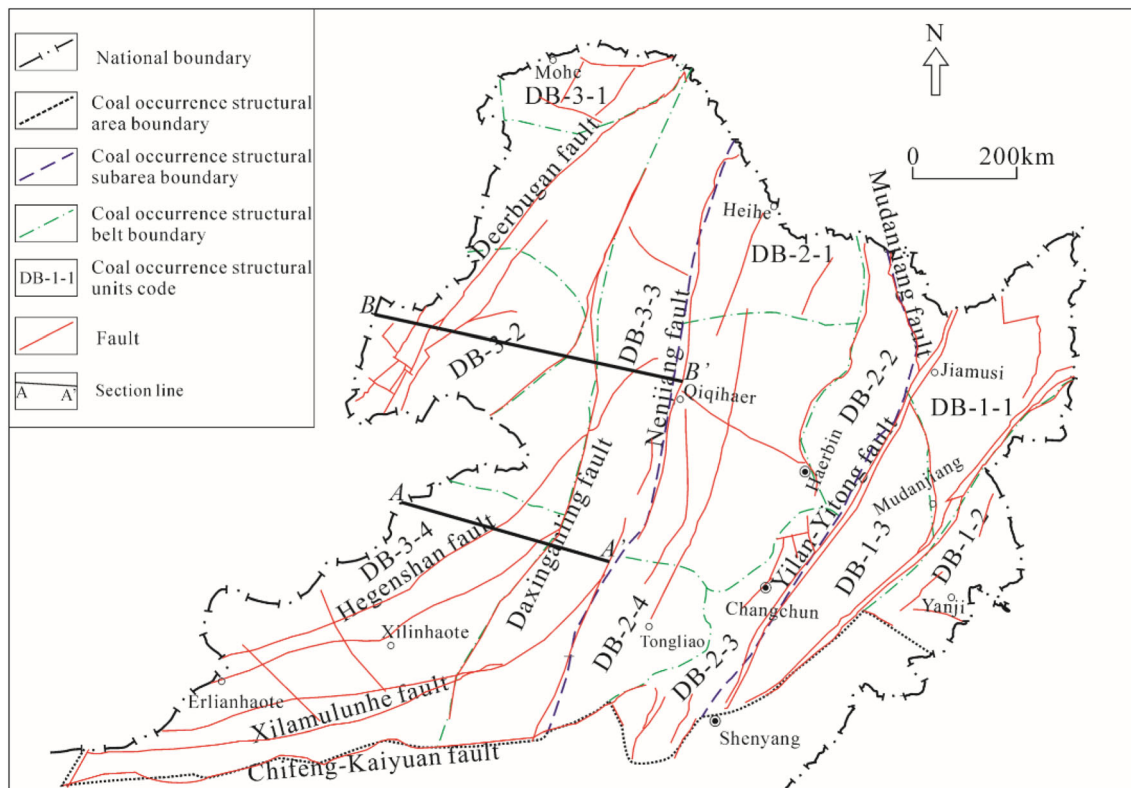 National boundary
Coal occurrence structural
area boundary
Coal occurrence structural
subarea boundary
Coal occurrence structural
belt boundary
DB-1-1
Coal occurrence structural
units code
Fault
A
A'
Section line
N
0
200km
Mohe
DB-3-1
Deerbugan fault
Heihe
Mudanjiang fault
DB-2-1
B
DB-3-2
DB-3-3
Nenjiang fault
B'
Qiqihaer
DB-2-2
Jiamusi
DB-1-1
Haerbin
Mudanjiang
A
DB-3-4
Hegenshan fault
Daxinganling fault
A'
Yilan-Yitong fault
DB-1-3
DB-1-2
Yanji
Changchun
Xilinhaote
DB-2-4
Tongliao
DB-2-3
Erlianhaote
Xilamulunhe fault
Shenyang
Chifeng-Kaiyuan fault